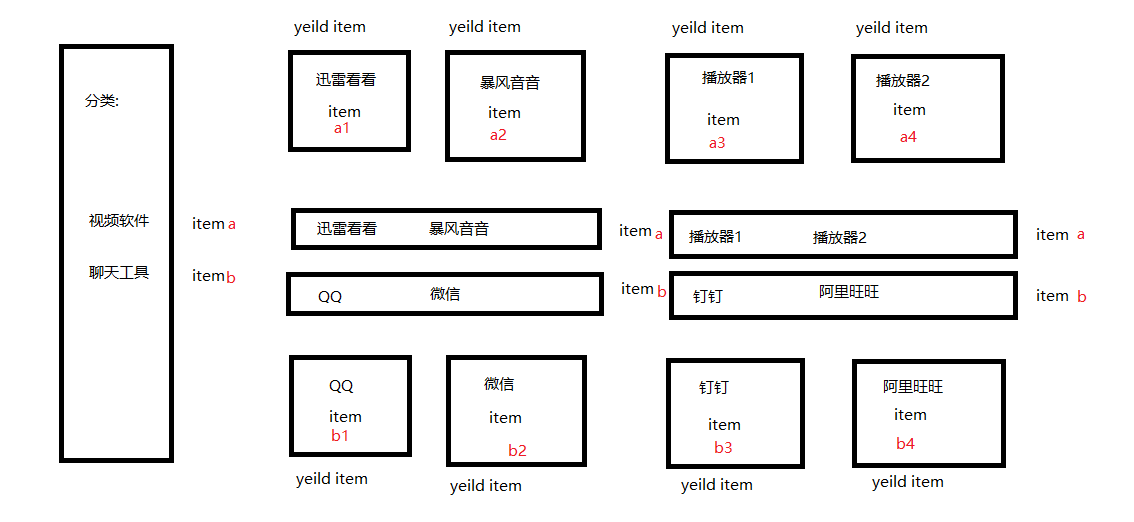 yeild item
yeild item
yeild item
yeild item
分类:
迅雷看看
item
a1
暴风音音
item
a2
播放器1
item
a3
播放器2
item
a4
视频软件
item a
迅雷看看 暴风音音
item a
播放器1 播放器2
item a
聊天工具
item b
QQ 微信
item b
钉钉 阿里旺旺
item b
QQ
item
b1
微信
item
b2
钉钉
item
b3
阿里旺旺
item
b4
yeild item
yeild item
yeild item
yeild item